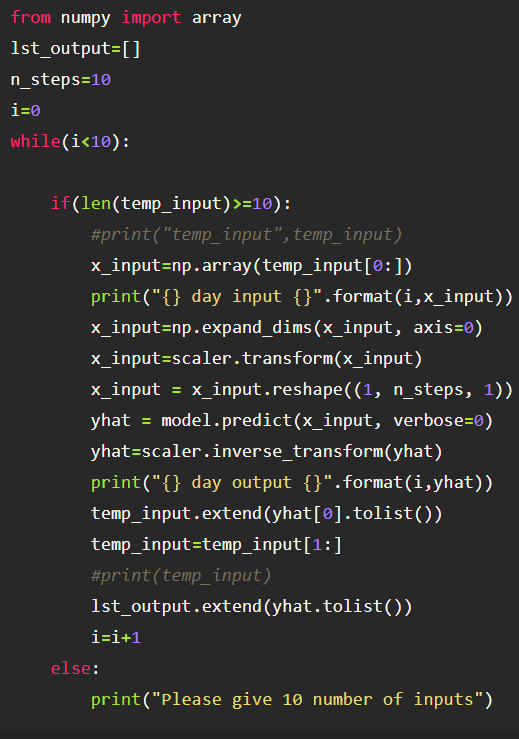 from numpy import array
lst_output=[]
n_steps=10
i=0
while(i<10):

    if(len(temp_input)>=10):
        #print("temp_input",temp_input)
        x_input=np.array(temp_input[0:])
        print("{} day input {}".format(i,x_input))
        x_input=np.expand_dims(x_input, axis=0)
        x_input=scaler.transform(x_input)
        x_input = x_input.reshape((1, n_steps, 1))
        yhat = model.predict(x_input, verbose=0)
        yhat=scaler.inverse_transform(yhat)
        print("{} day output {}".format(i,yhat))
        temp_input.extend(yhat[0].tolist())
        temp_input=temp_input[1:]
        #print(temp_input)
        lst_output.extend(yhat.tolist())
        i=i+1
    else:
        print("Please give 10 number of inputs")